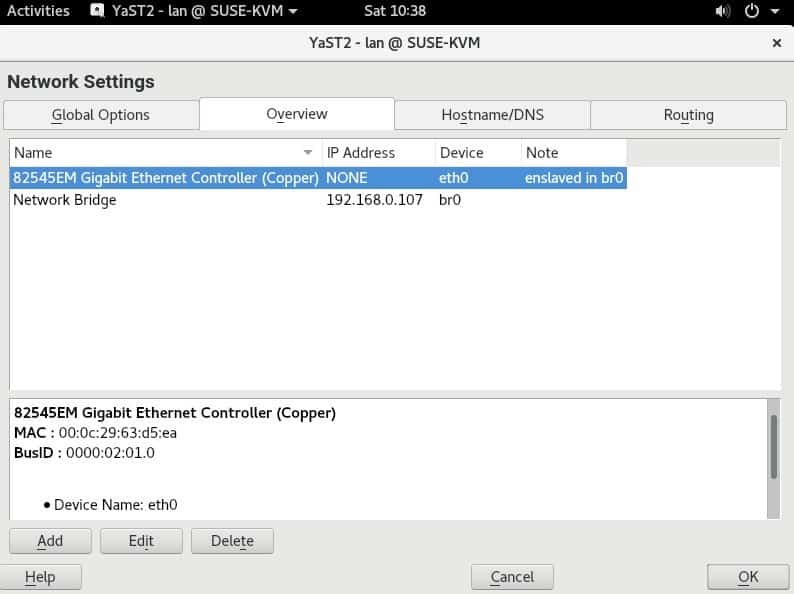 Activities YaST2 - lan @ SUSE-KVM Sat 10:38
YaST2 - lan @ SUSE-KVM ×
Network Settings
Global Options Overview Hostname/DNS Routing
Name IP Address Device Note
82545EM Gigabit Ethernet Controller (Copper) NONE eth0 enslaved in br0
Network Bridge 192.168.0.107 br0
82545EM Gigabit Ethernet Controller (Copper)
MAC : 00:0c:29:63:d5:ea
BusID : 0000:02:01.0
• Device Name: eth0
Add Edit Delete
Help Cancel OK